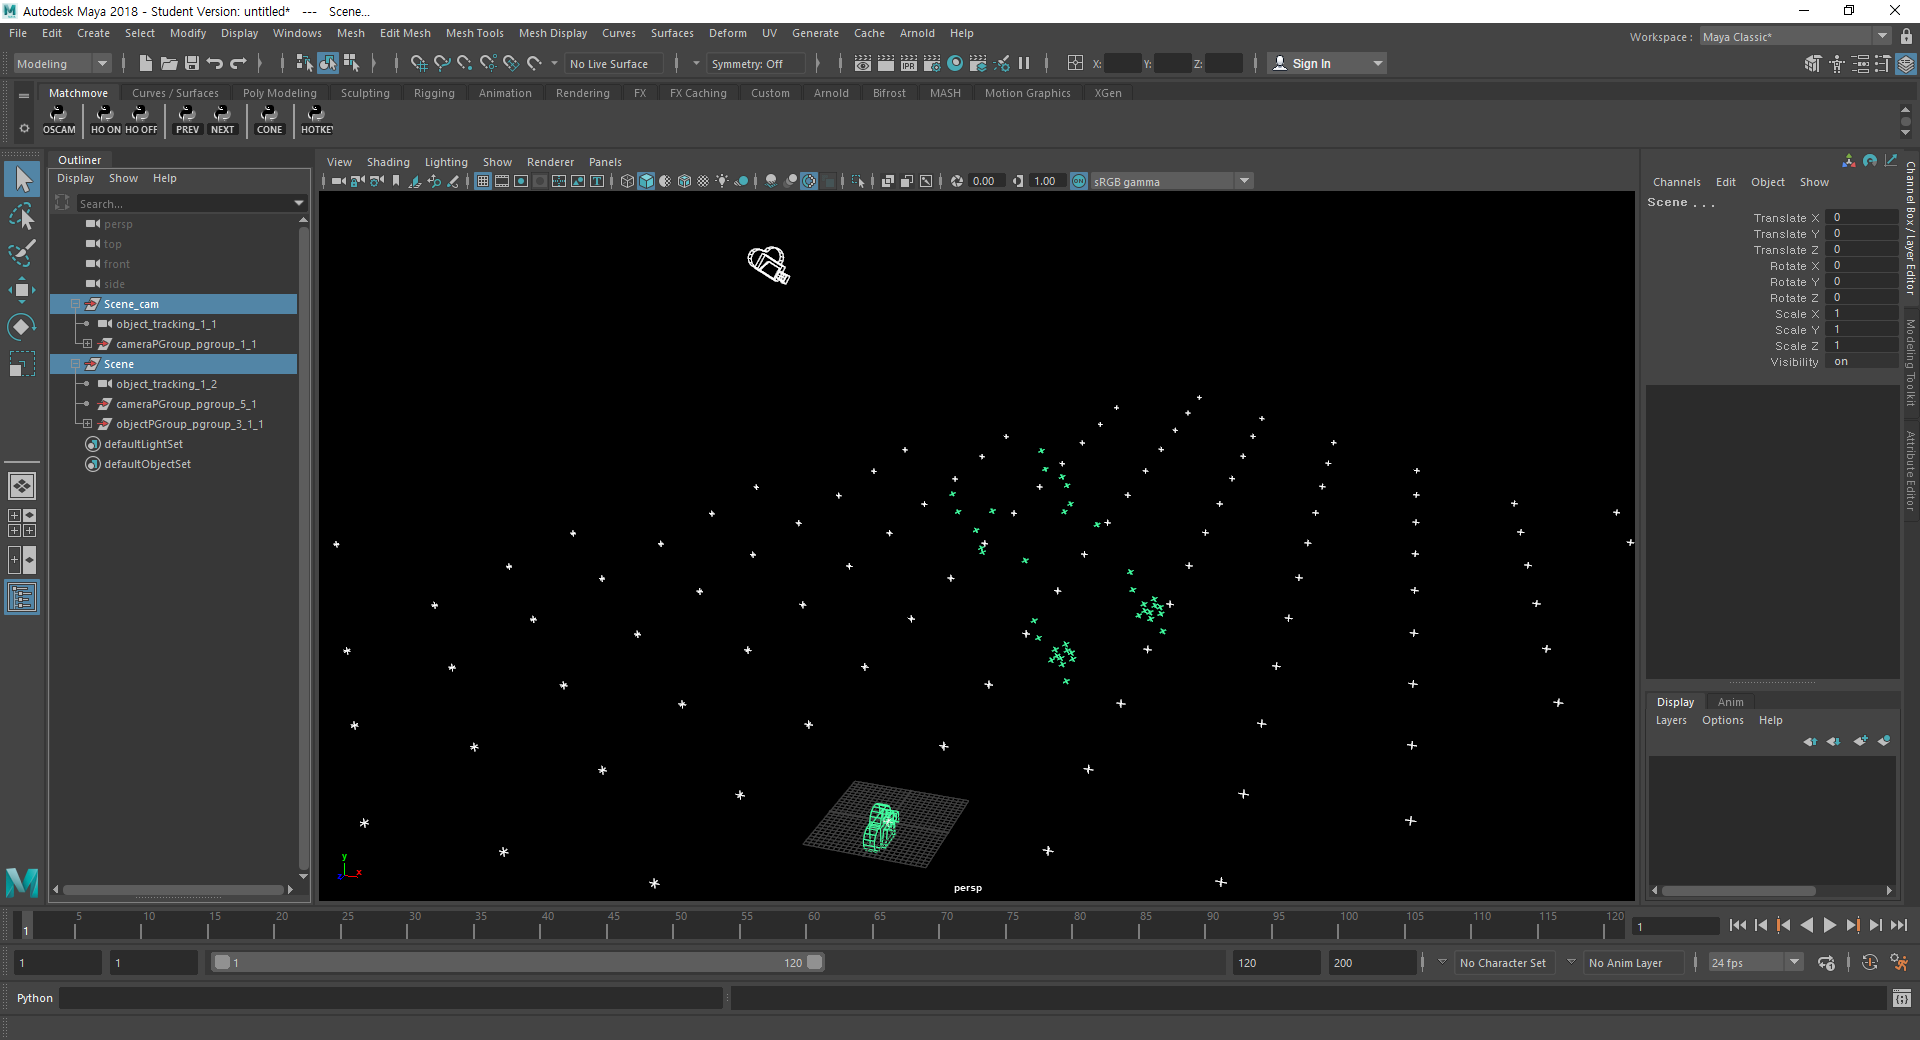 Autodesk Maya 2018 - Student Version: untitled*   ---   Scene...
File Edit Create Select Modify Display Windows Mesh Edit Mesh Mesh Tools Mesh Display Curves Surfaces Deform UV Generate Cache Arnold Help
Workspace : Maya Classic*
Modeling No Live Surface Symmetry: Off IPR X: Y: Z: Sign In
Matchmove Curves / Surfaces Poly Modeling Sculpting Rigging Animation Rendering FX FX Caching Custom Arnold Bifrost MASH Motion Graphics XGen
OSCAM HO ON HO OFF PREV NEXT CONE HOTKE
Outliner
Display Show Help
Search...
persp
top
front
side
Scene_cam
object_tracking_1_1
cameraPGroup_pgroup_1_1
Scene
object_tracking_1_2
cameraPGroup_pgroup_5_1
objectPGroup_pgroup_3_1_1
defaultLightSet
defaultObjectSet
View Shading Lighting Show Renderer Panels
0.00 1.00 ON sRGB gamma
y
x
z
persp
Channels Edit Object Show
Scene . . .
Translate X 0
Translate Y 0
Translate Z 0
Rotate X 0
Rotate Y 0
Rotate Z 0
Scale X 1
Scale Y 1
Scale Z 1
Visibility on
Channel Box / Layer Editor
Modeling Toolkit
Attribute Editor
Display Anim
Layers Options Help
5 10 15 20 25 30 35 40 45 50 55 60 65 70 75 80 85 90 95 100 105 110 115 120
1
1
1 1 1 120 120 200 No Character Set No Anim Layer 24 fps
Python